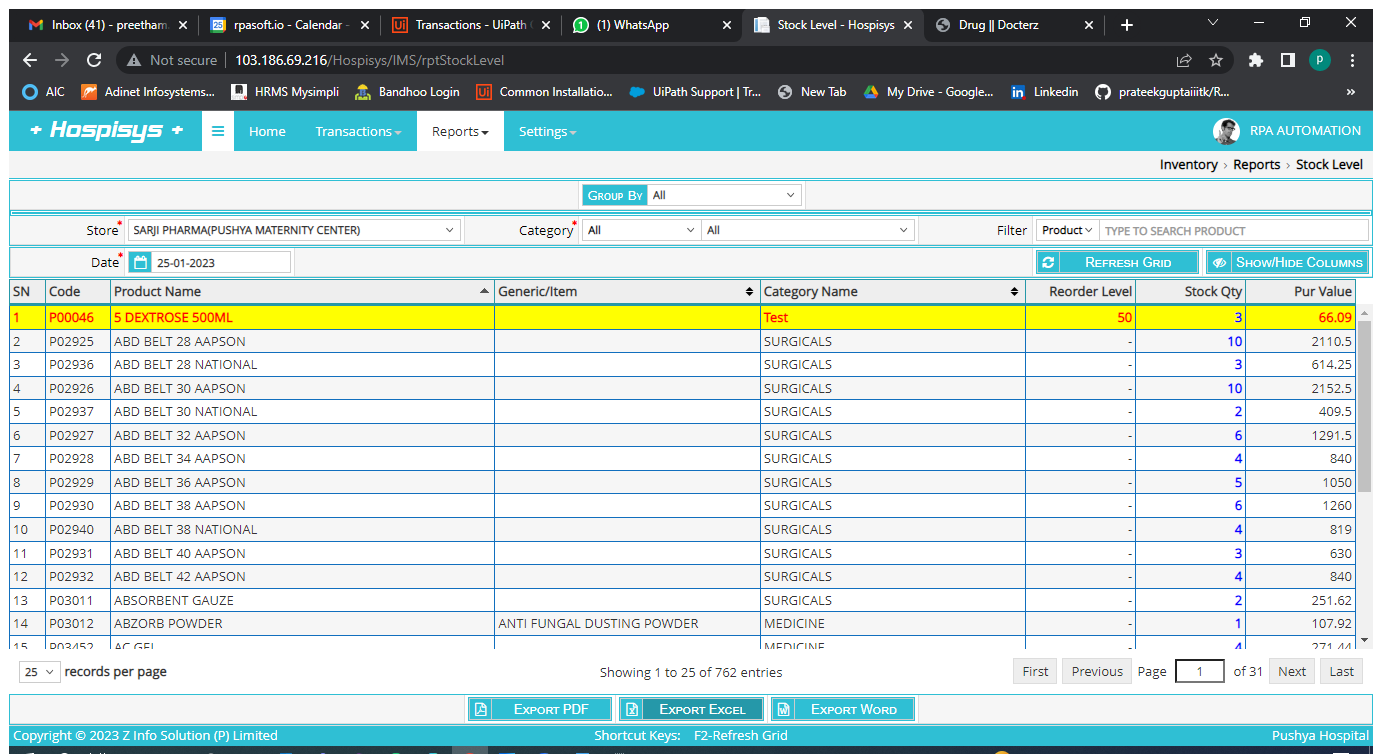 Inbox (41) - preetham.
rpasoft.io - Calendar -
Transactions - UiPath
(1) WhatsApp
Stock Level - Hospisys
Drug || Docterz
Not secure
103.186.69.216/Hospisys/IMS/rptStockLevel
P
AIC
Adinet Infosystems...
HRMS Mysimpli
Bandhoo Login
Common Installatio...
UiPath Support | Tr...
New Tab
My Drive - Google...
Linkedin
prateekguptaiiitk/R...
»
+ Hospisys +
Home
Transactions
Reports
Settings
RPA AUTOMATION
Inventory › Reports › Stock Level
GROUP BY All
Store* SARJI PHARMA(PUSHYA MATERNITY CENTER) Category* All All Filter Product TYPE TO SEARCH PRODUCT
Date* 25-01-2023 REFRESH GRID SHOW/HIDE COLUMNS
SN Code Product Name Generic/Item Category Name Reorder Level Stock Qty Pur Value
1 P00046 5 DEXTROSE 500ML Test 50 3 66.09
2 P02925 ABD BELT 28 AAPSON SURGICALS - 10 2110.5
3 P02936 ABD BELT 28 NATIONAL SURGICALS - 3 614.25
4 P02926 ABD BELT 30 AAPSON SURGICALS - 10 2152.5
5 P02937 ABD BELT 30 NATIONAL SURGICALS - 2 409.5
6 P02927 ABD BELT 32 AAPSON SURGICALS - 6 1291.5
7 P02928 ABD BELT 34 AAPSON SURGICALS - 4 840
8 P02929 ABD BELT 36 AAPSON SURGICALS - 5 1050
9 P02930 ABD BELT 38 AAPSON SURGICALS - 6 1260
10 P02940 ABD BELT 38 NATIONAL SURGICALS - 4 819
11 P02931 ABD BELT 40 AAPSON SURGICALS - 3 630
12 P02932 ABD BELT 42 AAPSON SURGICALS - 4 840
13 P03011 ABSORBENT GAUZE SURGICALS - 2 251.62
14 P03012 ABZORB POWDER ANTI FUNGAL DUSTING POWDER MEDICINE - 1 107.92
15 P03452 AC GEL MEDICINE - 4 271.44
25 records per page Showing 1 to 25 of 762 entries First Previous Page 1 of 31 Next Last
EXPORT PDF EXPORT EXCEL EXPORT WORD
Copyright © 2023 Z Info Solution (P) Limited Shortcut Keys: F2-Refresh Grid Pushya Hospital